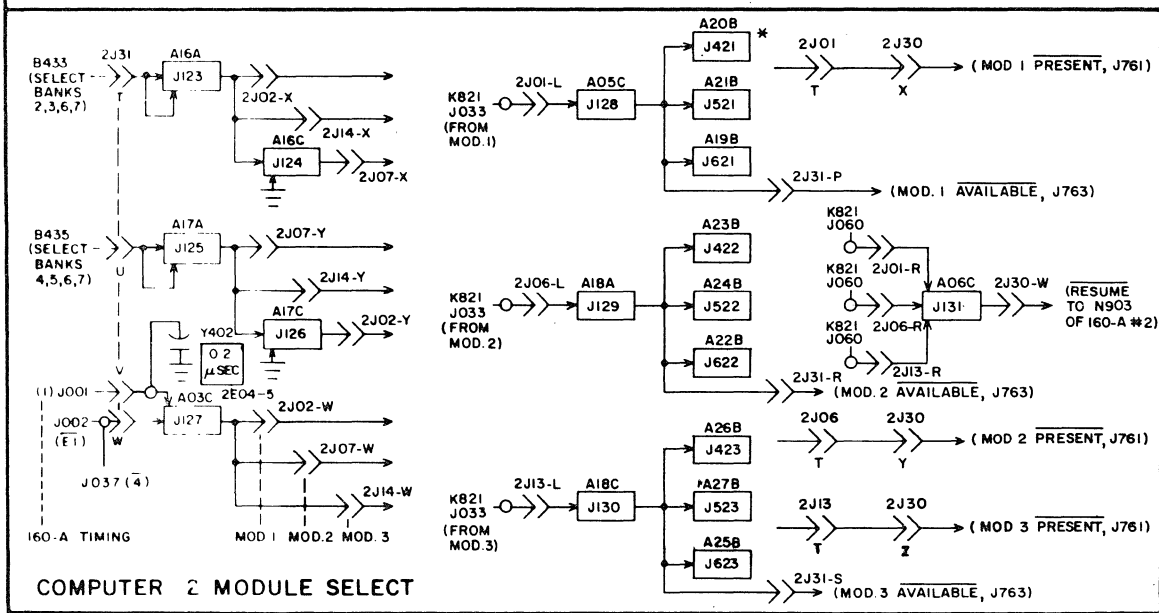 B433
(SELECT
BANKS
2,3,6,7)
2J31
T
A16A
J123
2J02-X
2J14-X
A16C
J124
2J07-X
B435
(SELECT
BANKS
4,5,6,7)
U
A17A
J125
2J07-Y
2J14-Y
A17C
J126
2J02-Y
Y402
0.2
μSEC
2E04-5
(1) J001
J002
(E1)
W
A03C
J127
2J02-W
2J07-W
2J14-W
J037 (4)
160-A TIMING
MOD 1
MOD. 2
MOD. 3
COMPUTER 2 MODULE SELECT
K821
J033
(FROM
MOD. 1)
2J01-L
A05C
J128
A20B
J421
*
A21B
J521
A19B
J621
2J31-P
(MOD. 1 AVAILABLE, J763)
2J01
T
2J30
X
(MOD 1 PRESENT, J761)
K821
J033
(FROM
MOD.2)
2J06-L
A18A
J129
A23B
J422
A24B
J522
A22B
J622
2J31-R
(MOD. 2 AVAILABLE, J763)
K821
J060
2J01-R
K821
J060
2J06-R
K821
J060
2J13-R
A06C
J131
2J30-W
(RESUME
TO N903
OF 160-A #2)
K821
J033
(FROM
MOD.3)
2J13-L
A18C
J130
A26B
J423
A27B
J523
A25B
J623
2J31-S
(MOD. 3 AVAILABLE, J763)
2J06
T
2J30
Y
(MOD 2 PRESENT, J761)
2J13
T
2J30
Z
(MOD 3 PRESENT, J761)